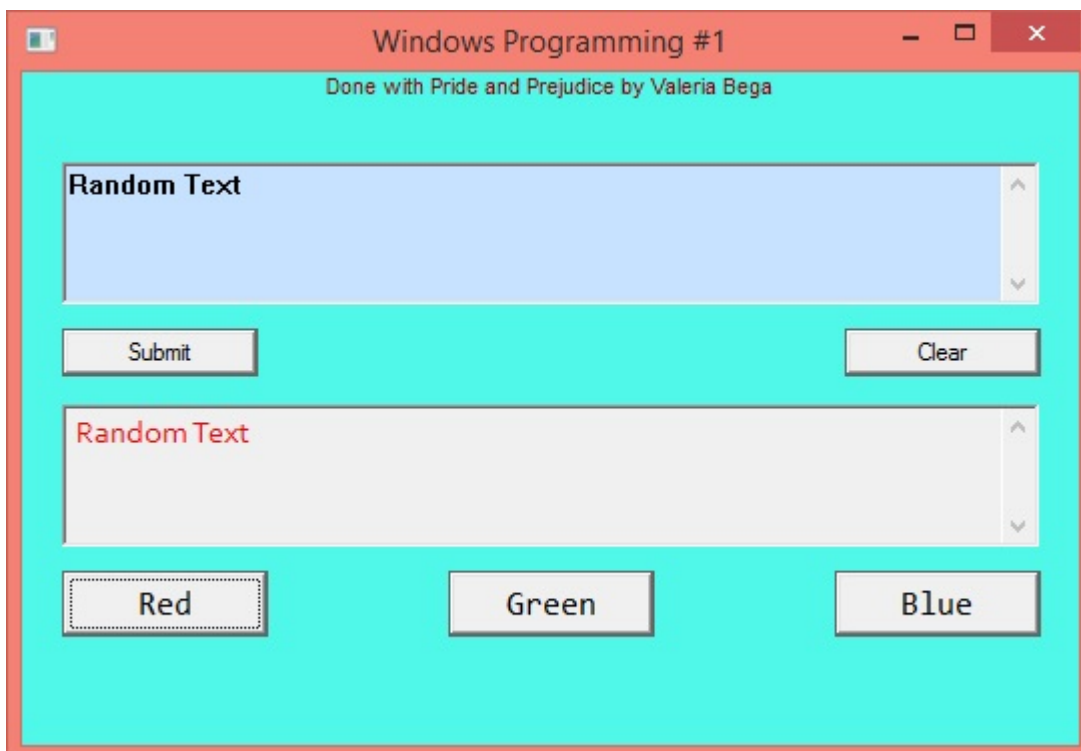 Windows Programming #1
Done with Pride and Prejudice by Valeria Bega
Random Text
Submit
Clear
Random Text
Red
Green
Blue